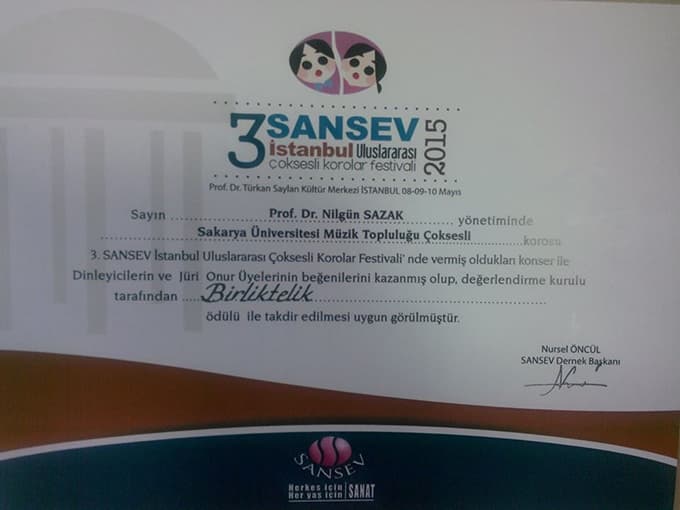 3 SANSEV
istanbul Uluslararası
çoksesli korolar festivali
2015
Prof. Dr. Türkan Saylan Kültür Merkezi İSTANBUL 08-09-10 Mayıs
Sayın Prof. Dr. Nilgün SAZAK yönetiminde
Sakarya Üniversitesi Müzik Topluluğu Çoksesli korosu
3. SANSEV İstanbul Uluslararası Çoksesli Korolar Festivali' nde vermiş oldukları konser ile
Dinleyicilerin ve Jüri Onur Üyelerinin beğenilerini kazanmış olup, değerlendirme kurulu
tarafından Birliktelik
ödülü ile takdir edilmesi uygun görülmüştür.
Nursel ÖNCÜL
SANSEV Dernek Başkanı
SANSEV
Herkes için
Her yaş için SANAT